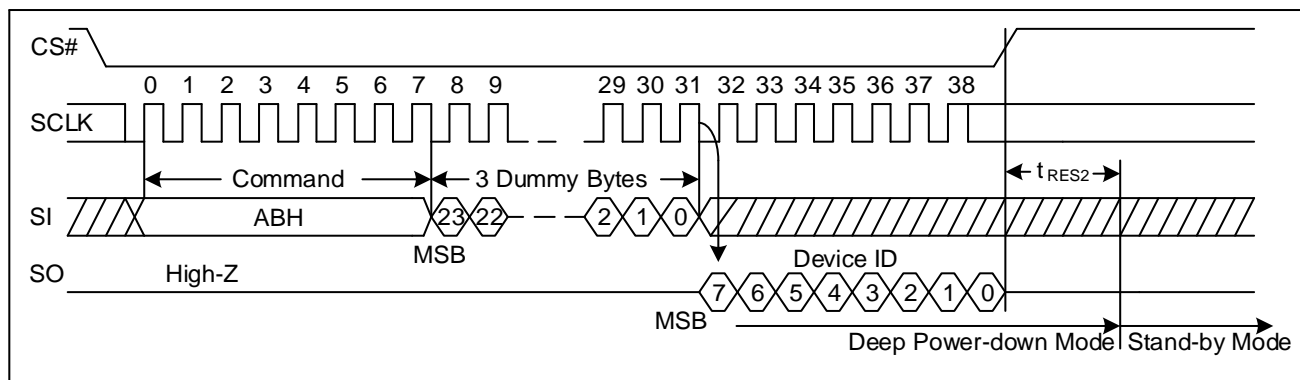 CS#
0 1 2 3 4 5 6 7 8 9 29 30 31 32 33 34 35 36 37 38
SCLK
Command 3 Dummy Bytes tRES2
SI ABH 23 22 2 1 0
MSB
SO High-Z Device ID
7 6 5 4 3 2 1 0
MSB
Deep Power-down Mode Stand-by Mode